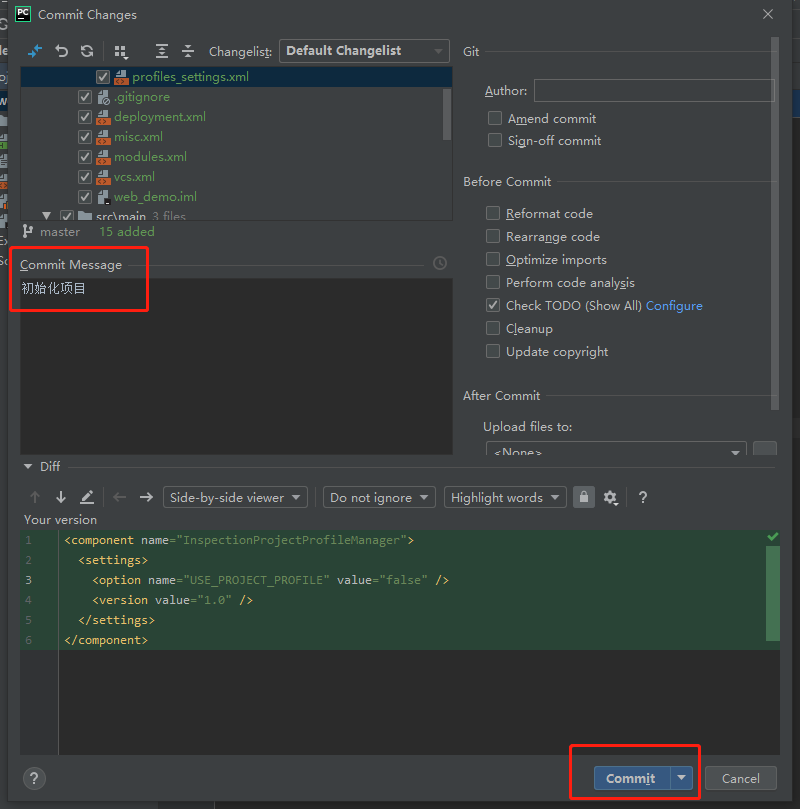 PC
Commit Changes
Changelist: Default Changelist
profiles_settings.xml
.gitignore
deployment.xml
misc.xml
modules.xml
vcs.xml
web_demo.iml
src\main 3 files
master 15 added
Commit Message
初始化项目
Git
Author:
Amend commit
Sign-off commit
Before Commit
Reformat code
Rearrange code
Optimize imports
Perform code analysis
Check TODO (Show All) Configure
Cleanup
Update copyright
After Commit
Upload files to:
<None>
Diff
Side-by-side viewer Do not ignore Highlight words ?
Your version
1 <component name="InspectionProjectProfileManager">
2 <settings>
3 <option name="USE_PROJECT_PROFILE" value="false" />
4 <version value="1.0" />
5 </settings>
6 </component>
? Commit Cancel